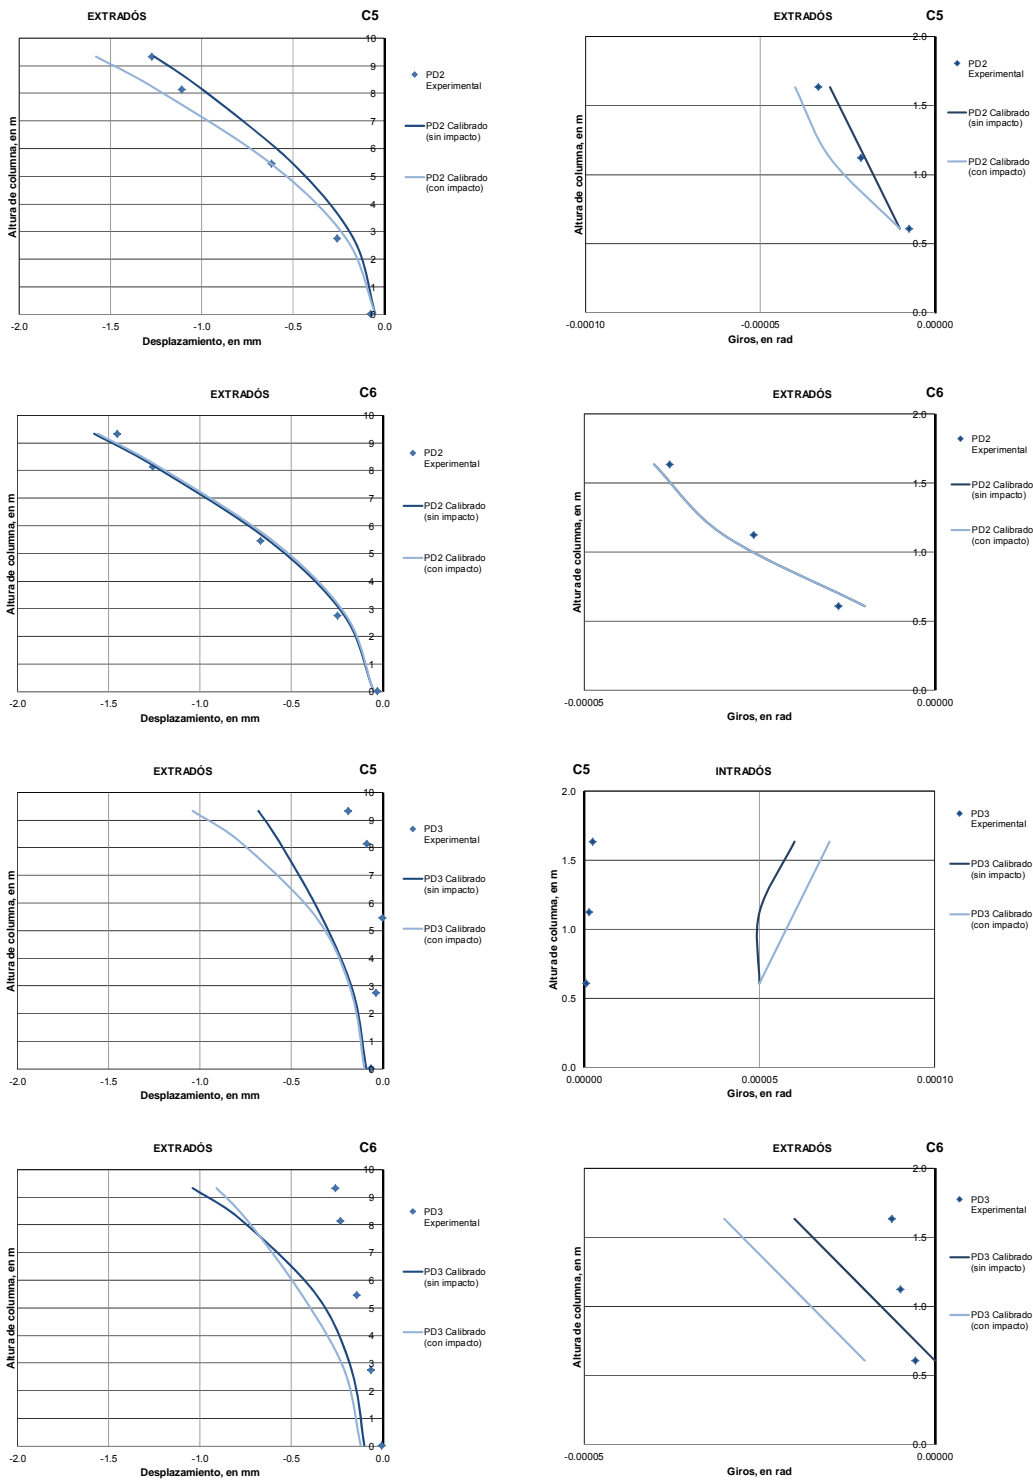 EXTRADÓS C5
10
9
8
7
6
5
4
3
2
1
0
-2.0 -1.5 -1.0 -0.5 0.0
Desplazamiento, en mm
Altura de columna, en m
PD2
Experimental
PD2 Calibrado
(sin impacto)
PD2 Calibrado
(con impacto)
EXTRADÓS C5
2.0
1.5
1.0
0.5
0.0
-0.00010 -0.00005 0.00000
Giros, en rad
Altura de columna, en m
PD2
Experimental
PD2 Calibrado
(sin impacto)
PD2 Calibrado
(con impacto)
EXTRADÓS C6
10
9
8
7
6
5
4
3
2
1
0
-2.0 -1.5 -1.0 -0.5 0.0
Desplazamiento, en mm
Altura de columna, en m
PD2
Experimental
PD2 Calibrado
(sin impacto)
PD2 Calibrado
(con impacto)
EXTRADÓS C6
2.0
1.5
1.0
0.5
0.0
-0.00005 0.00000
Giros, en rad
Altura de columna, en m
PD2
Experimental
PD2 Calibrado
(sin impacto)
PD2 Calibrado
(con impacto)
EXTRADÓS C5
10
9
8
7
6
5
4
3
2
1
0
-2.0 -1.5 -1.0 -0.5 0.0
Desplazamiento, en mm
Altura de columna, en m
PD3
Experimental
PD3 Calibrado
(sin impacto)
PD3 Calibrado
(con impacto)
C5 INTRADÓS
2.0
1.5
1.0
0.5
0.0
0.00000 0.00005 0.00010
Giros, en rad
Altura de columna, en m
PD3
Experimental
PD3 Calibrado
(sin impacto)
PD3 Calibrado
(con impacto)
EXTRADÓS C6
10
9
8
7
6
5
4
3
2
1
0
-2.0 -1.5 -1.0 -0.5 0.0
Desplazamiento, en mm
Altura de columna, en m
PD3
Experimental
PD3 Calibrado
(sin impacto)
PD3 Calibrado
(con impacto)
EXTRADÓS C6
2.0
1.5
1.0
0.5
0.0
-0.00005 0.00000
Giros, en rad
Altura de columna, en m
PD3
Experimental
PD3 Calibrado
(sin impacto)
PD3 Calibrado
(con impacto)